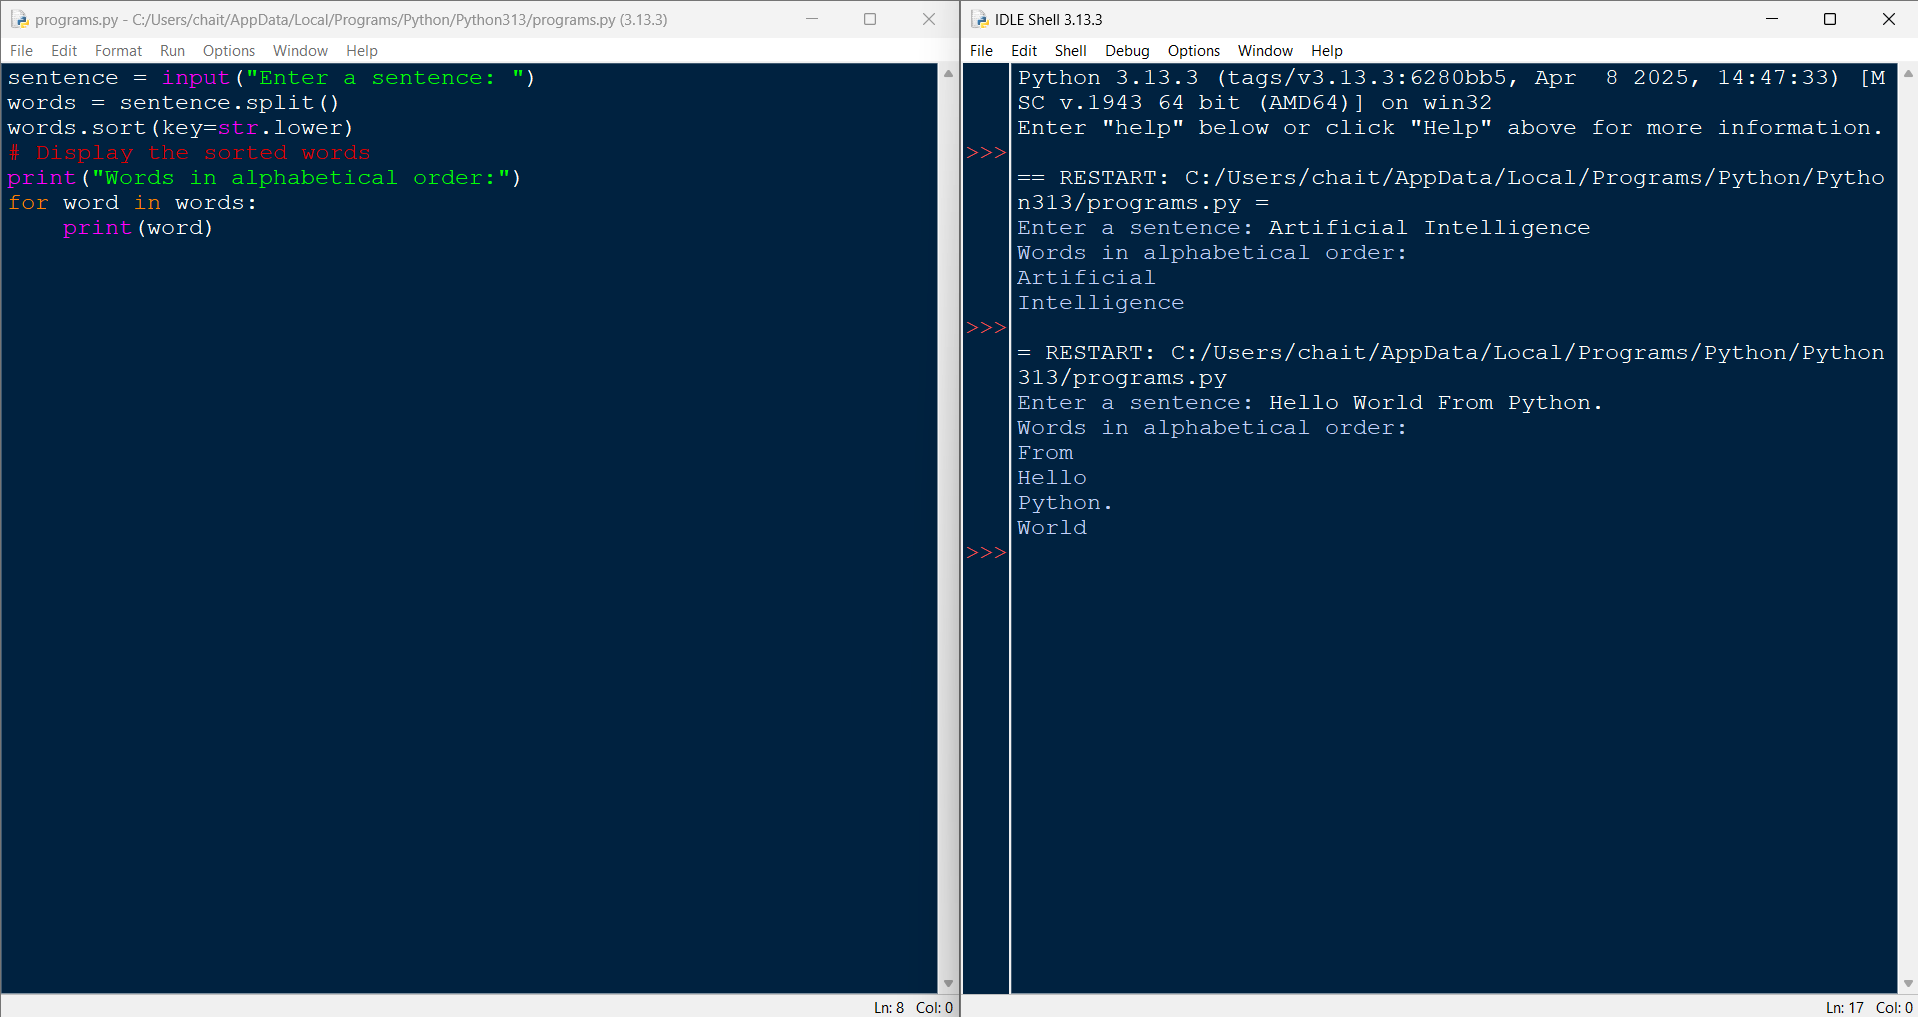 programs.py - C:/Users/chait/AppData/Local/Programs/Python/Python313/programs.py (3.13.3)
File Edit Format Run Options Window Help
sentence = input("Enter a sentence: ")
words = sentence.split()
words.sort(key=str.lower)
# Display the sorted words
print("Words in alphabetical order:")
for word in words:
    print(word)
Ln: 8 Col: 0
IDLE Shell 3.13.3
File Edit Shell Debug Options Window Help
Python 3.13.3 (tags/v3.13.3:6280bb5, Apr  8 2025, 14:47:33) [M
SC v.1943 64 bit (AMD64)] on win32
Enter "help" below or click "Help" above for more information.
>>>
== RESTART: C:/Users/chait/AppData/Local/Programs/Python/Pytho
n313/programs.py =
Enter a sentence: Artificial Intelligence
Words in alphabetical order:
Artificial
Intelligence
>>>
= RESTART: C:/Users/chait/AppData/Local/Programs/Python/Python
313/programs.py
Enter a sentence: Hello World From Python.
Words in alphabetical order:
From
Hello
Python.
World
>>>
Ln: 17 Col: 0